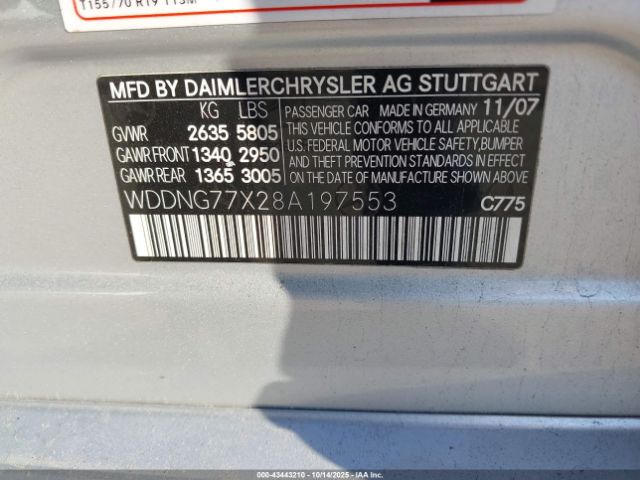 T155/70 R19 113M
MFD BY DAIMLERCHRYSLER AG STUTTGART
KG LBS
GVWR 2635 5805
GAWR FRONT 1340 2950
GAWR REAR 1365 3005
PASSENGER CAR MADE IN GERMANY 11/07
THIS VEHICLE CONFORMS TO ALL APPLICABLE
U.S. FEDERAL MOTOR VEHICLE SAFETY, BUMPER
AND THEFT PREVENTION STANDARDS IN EFFECT
ON THE DATE OF MANUFACTURE SHOWN ABOVE.
WDDNG77X28A197553 C775
000-43443210 - 10/14/2025 - IAAI.COM